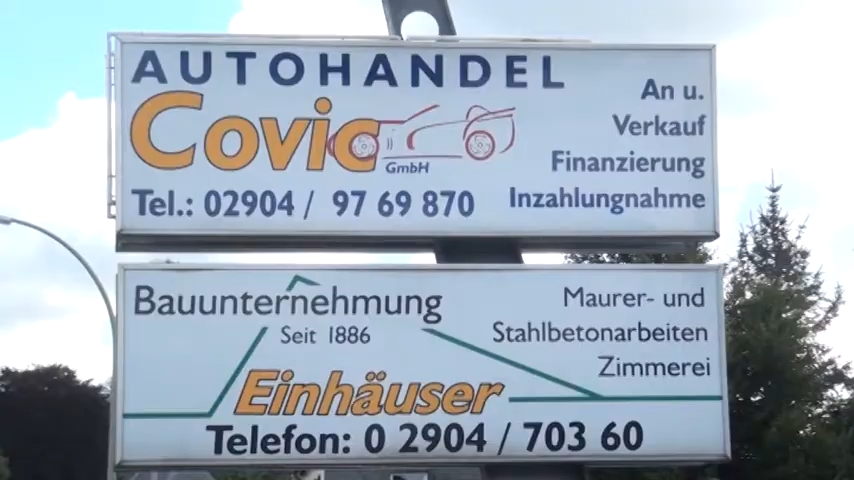 AUTOHANDEL
Covic GmbH
Tel.: 02904 / 97 69 870
An u.
Verkauf
Finanzierung
Inzahlungnahme
Bauunternehmung
Seit 1886
Einhäuser
Maurer- und
Stahlbetonarbeiten
Zimmerei
Telefon: 0 2904 / 703 60